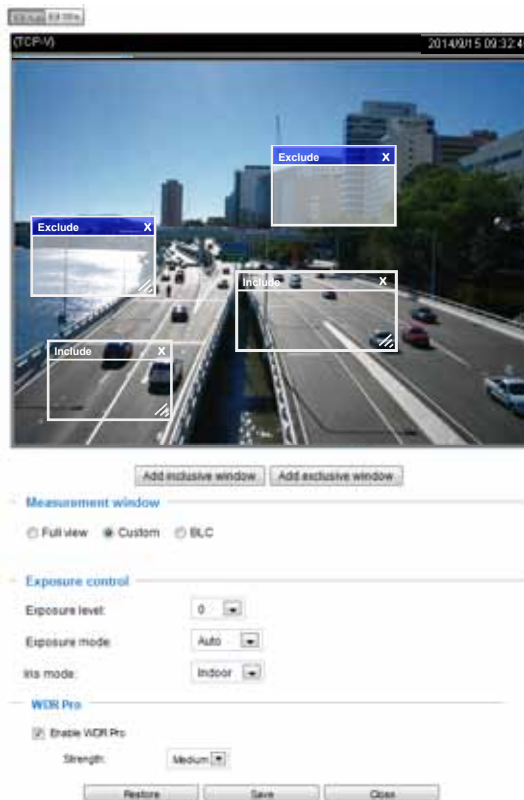 (TCP-V) 2014/9/15 09:32:4
Exclude X
Exclude X
Include X
Include X
Add inclusive window Add exclusive window
Measurement window
Full view Custom BLC
Exposure control
Exposure level: 0
Exposure mode: Auto
Iris mode: Indoor
WDR Pro
Enable WDR Pro
Strength: Medium
Restore Save Close